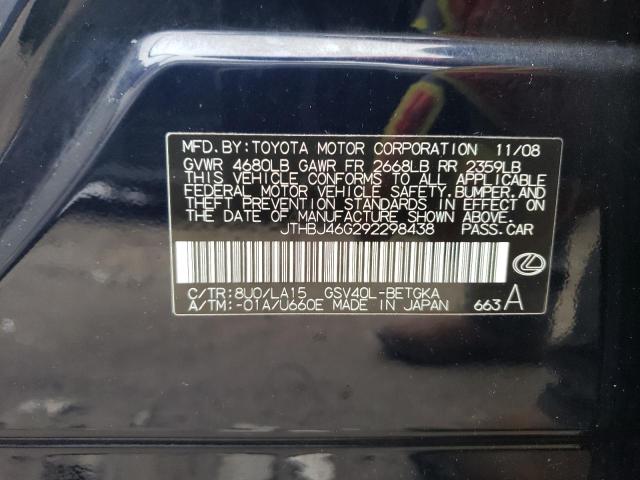 MFD. BY: TOYOTA MOTOR CORPORATION 11/08
GVWR 4680LB GAWR FR 2668LB RR 2359LB
THIS VEHICLE CONFORMS TO ALL APPLICABLE
FEDERAL MOTOR VEHICLE SAFETY, BUMPER, AND
THEFT PREVENTION STANDARDS IN EFFECT ON
THE DATE OF MANUFACTURE SHOWN ABOVE.
JTHBJ46G292298438 PASS. CAR
C/TR: 8U0/LA15 GSV40L-BETGKA
A/TM: -01A/U660E MADE IN JAPAN 663 A